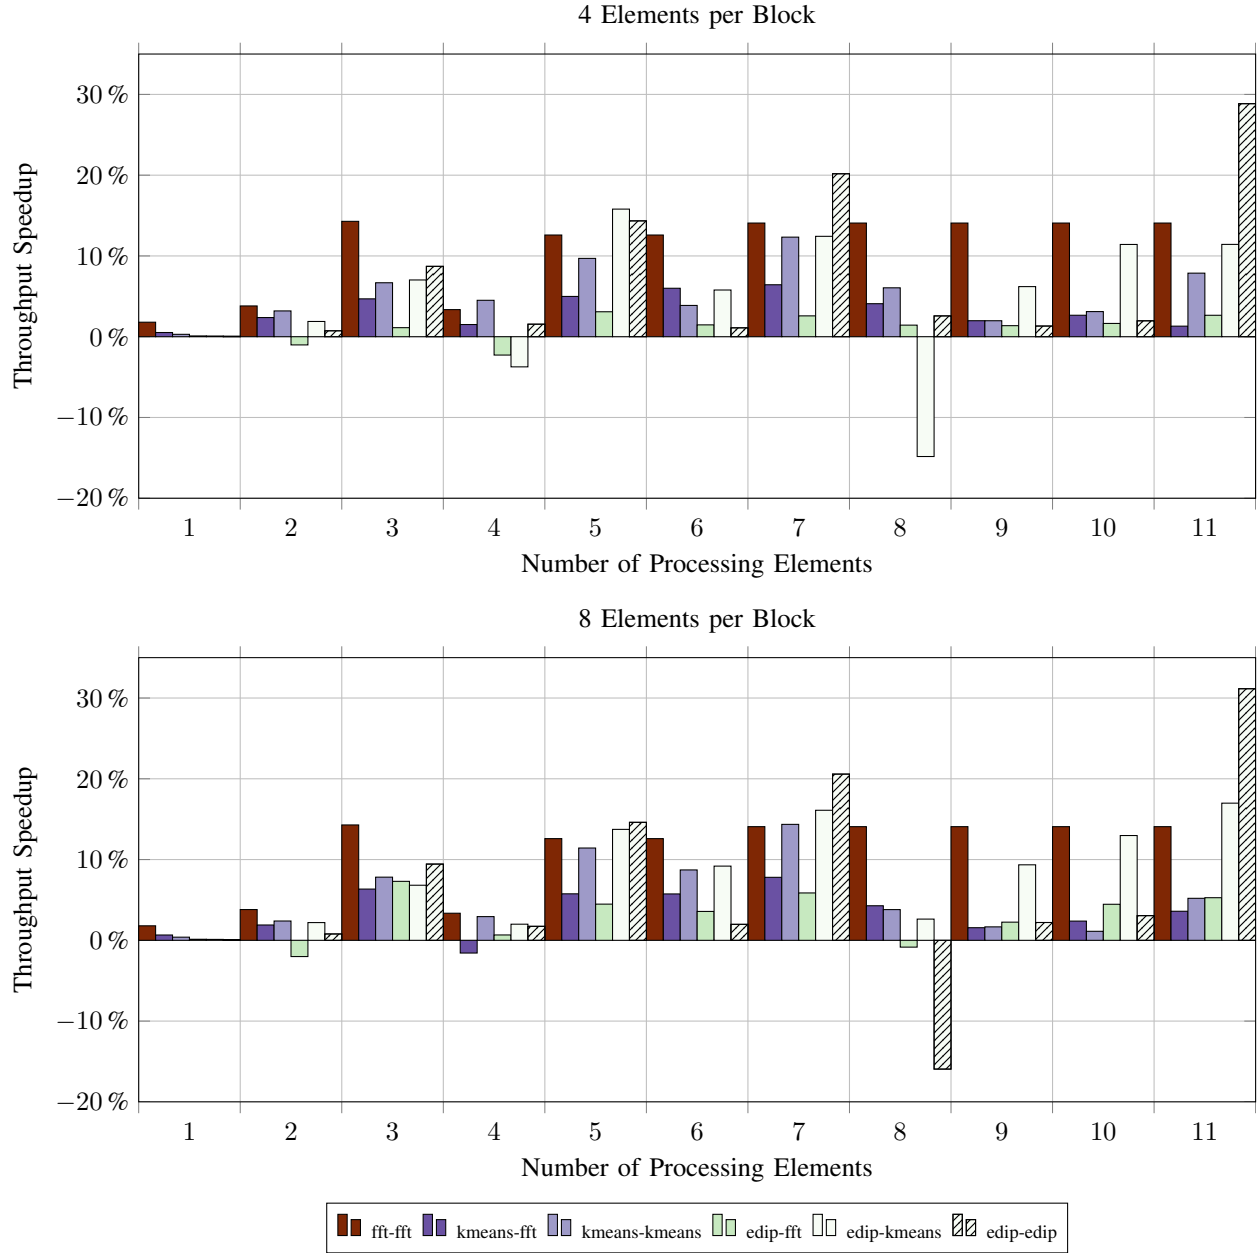 4 Elements per Block
Throughput Speedup
30 %
20 %
10 %
0 %
−10 %
−20 %
1 2 3 4 5 6 7 8 9 10 11
Number of Processing Elements
8 Elements per Block
Throughput Speedup
30 %
20 %
10 %
0 %
−10 %
−20 %
1 2 3 4 5 6 7 8 9 10 11
Number of Processing Elements
fft-fft kmeans-fft kmeans-kmeans edip-fft edip-kmeans edip-edip